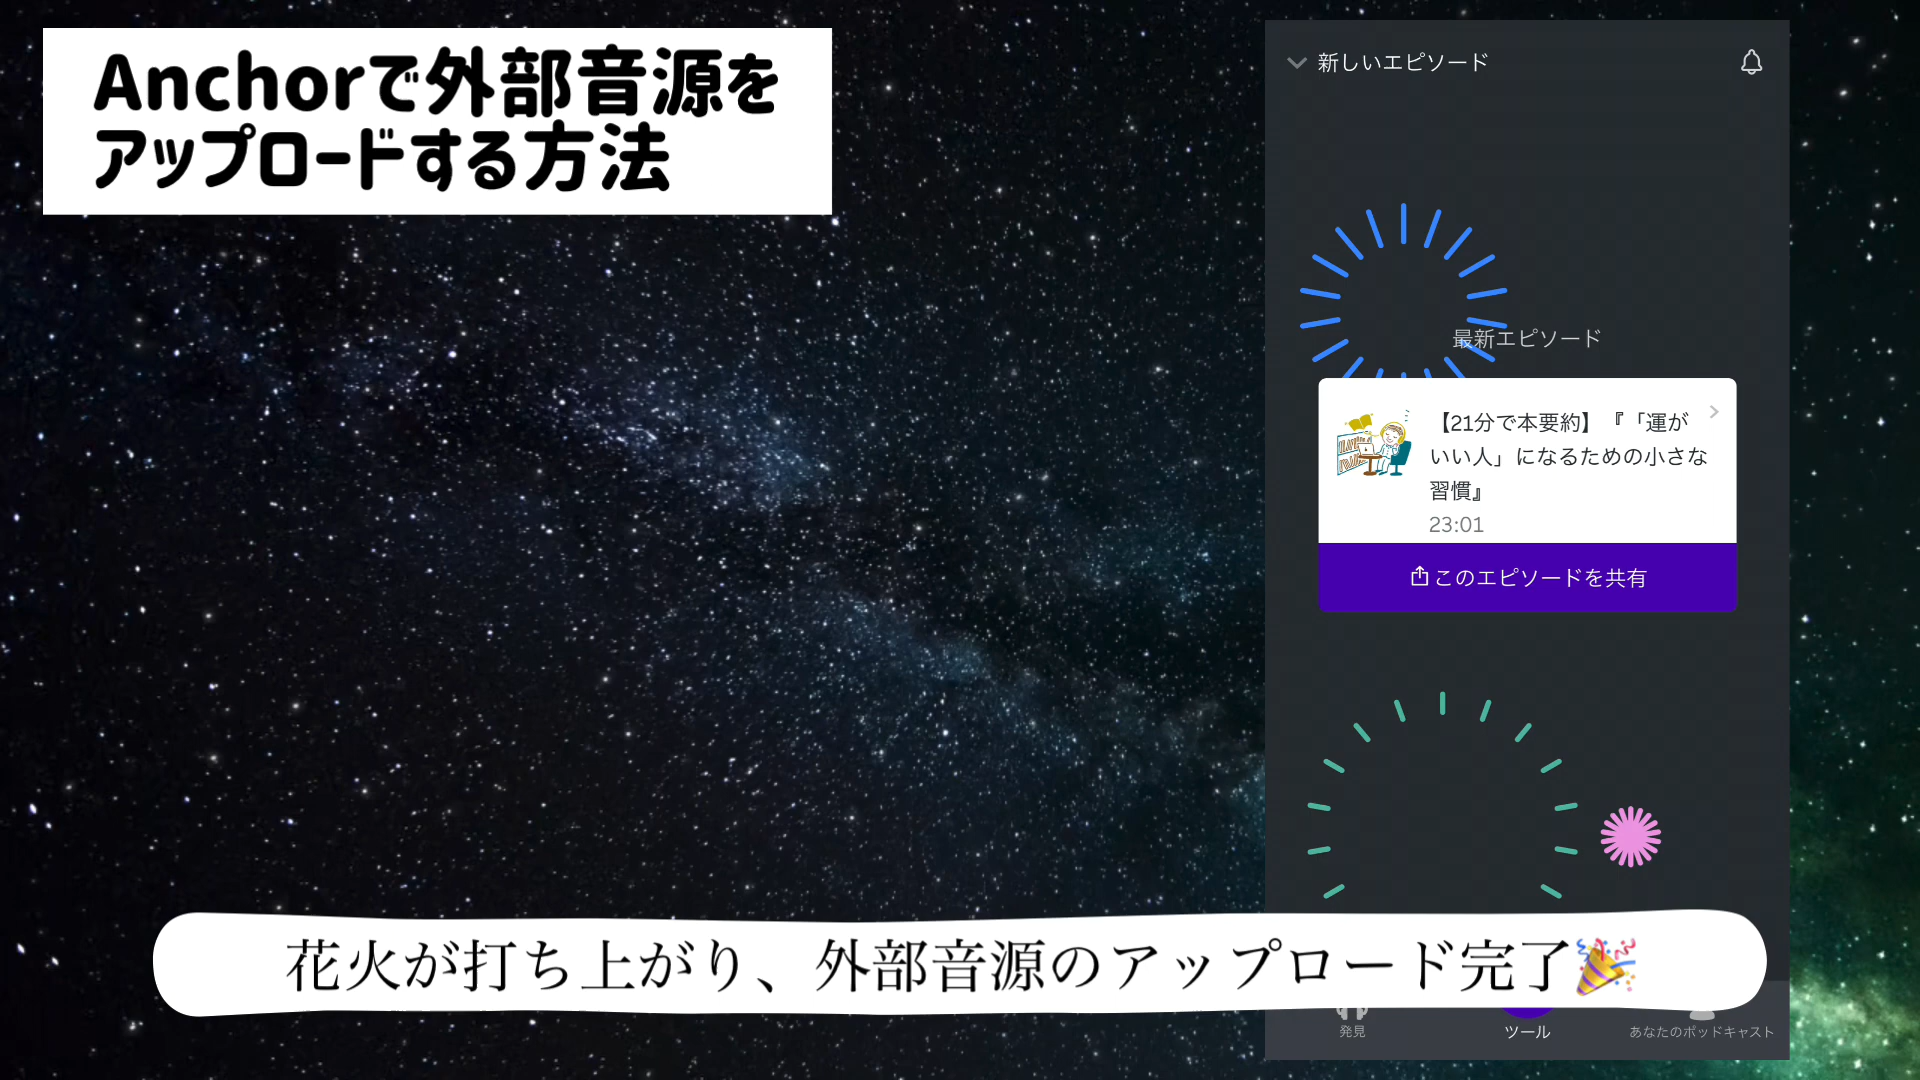 Anchorで外部音源を
アップロードする方法
新しいエピソード
最新エピソード
【21分で本要約】『「運が
いい人」になるための小さな
習慣』
23:01
このエピソードを共有
花火が打ち上がり、外部音源のアップロード完了🎉
発見
ツール
あなたのポッドキャスト